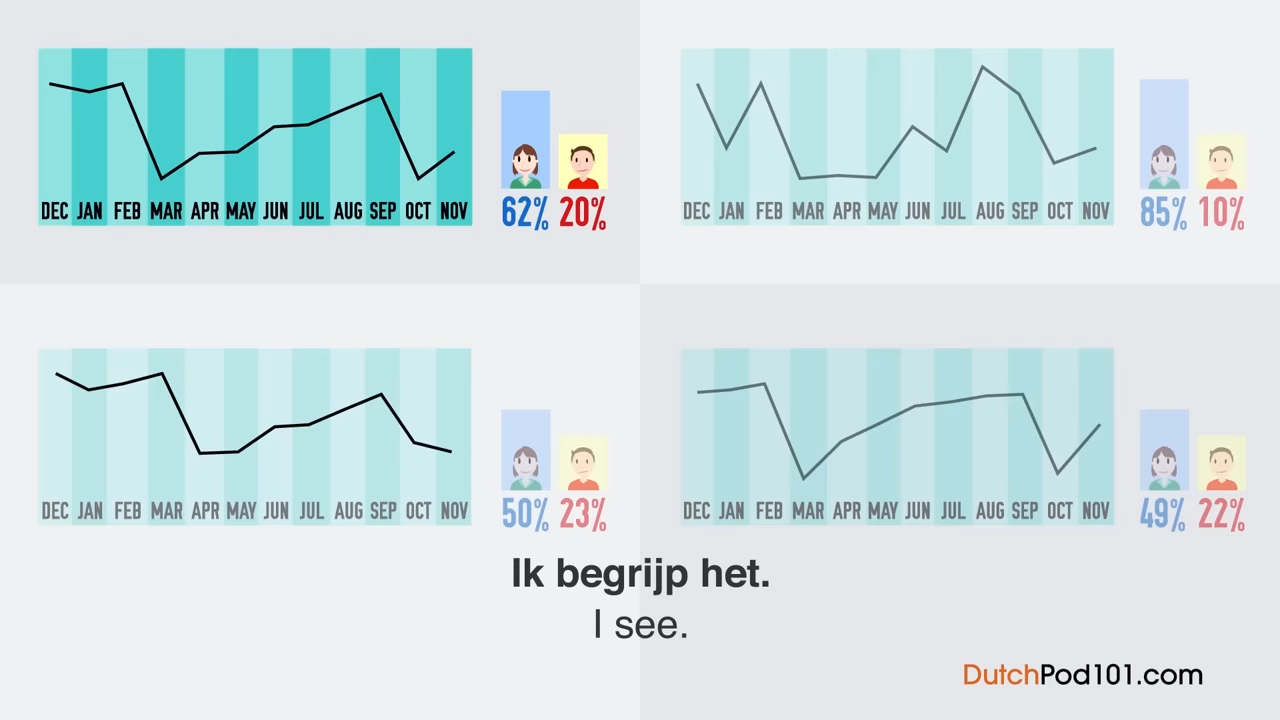 DEC JAN FEB MAR APR MAY JUN JUL AUG SEP OCT NOV
62% 20%
DEC JAN FEB MAR APR MAY JUN JUL AUG SEP OCT NOV
85% 10%
DEC JAN FEB MAR APR MAY JUN JUL AUG SEP OCT NOV
50% 23%
DEC JAN FEB MAR APR MAY JUN JUL AUG SEP OCT NOV
49% 22%
Ik begrijp het.
I see.
DutchPod101.com